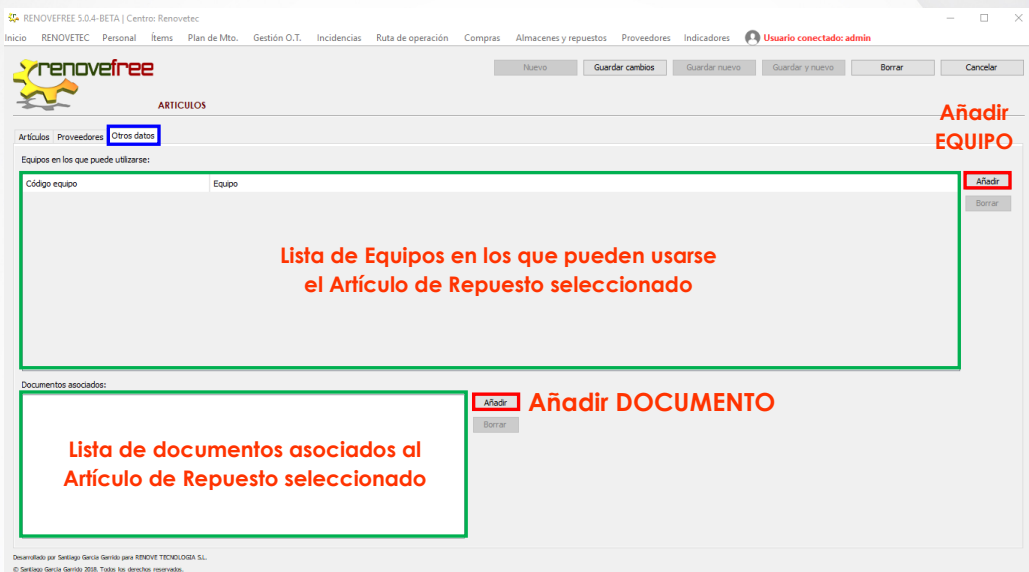 RENOVEFREE 5.0.4-BETA | Centro: Renovetec
Inicio RENOVETEC Personal Ítems Plan de Mto. Gestión O.T. Incidencias Ruta de operación Compras Almacenes y repuestos Proveedores Indicadores Usuario conectado: admin
renovefree
Nuevo Guardar cambios Guardar nuevo Guardar y nuevo Borrar Cancelar
ARTICULOS
Añadir
EQUIPO
Artículos Proveedores Otros datos
Equipos en los que puede utilizarse:
Código equipo Equipo
Añadir
Borrar
Lista de Equipos en los que pueden usarse
el Artículo de Repuesto seleccionado
Documentos asociados:
Añadir Añadir DOCUMENTO
Borrar
Lista de documentos asociados al
Artículo de Repuesto seleccionado
Desarrollado por Santiago García Garrido para RENOVE TECNOLOGIA S.L.
© Santiago García Garrido 2018. Todos los derechos reservados.